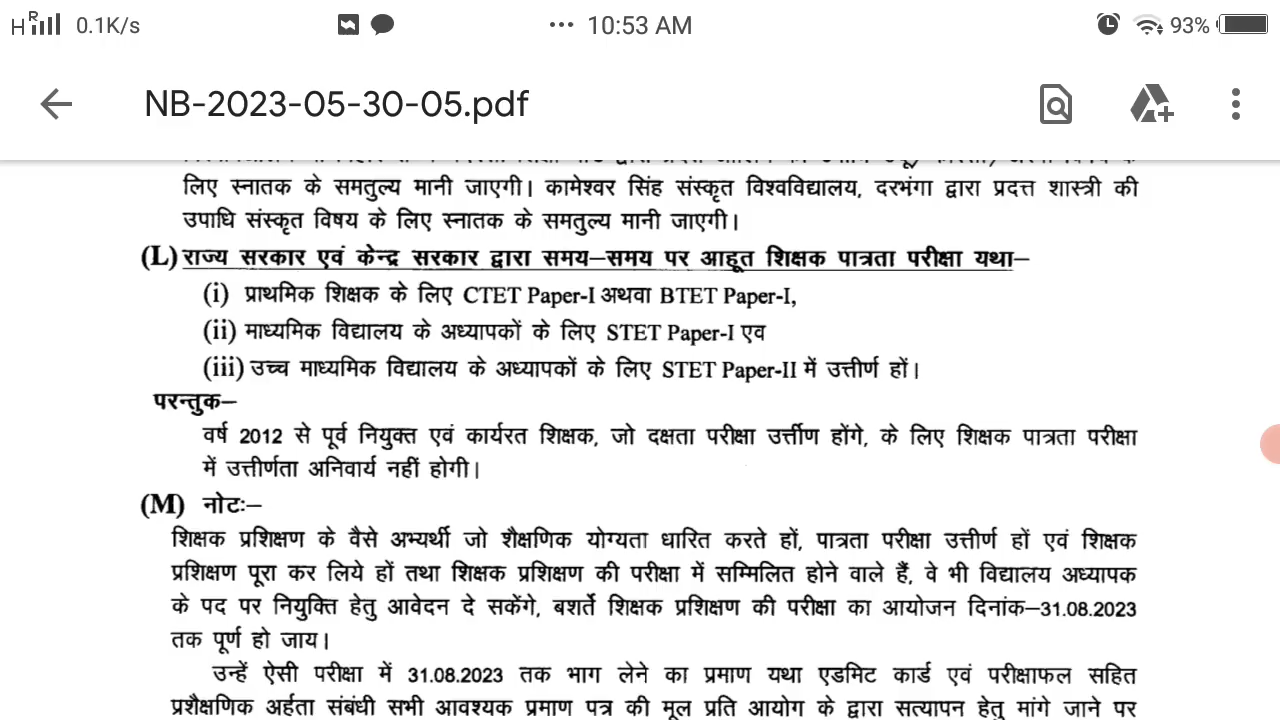 HR 0.1K/s ··· 10:53 AM 93%
NB-2023-05-30-05.pdf
लिए स्नातक के समतुल्य मानी जाएगी। कामेश्वर सिंह संस्कृत विश्वविद्यालय, दरभंगा द्वारा प्रदत्त शास्त्री की
उपाधि संस्कृत विषय के लिए स्नातक के समतुल्य मानी जाएगी।
(L) राज्य सरकार एवं केन्द्र सरकार द्वारा समय–समय पर आहूत शिक्षक पात्रता परीक्षा यथा–
(i) प्राथमिक शिक्षक के लिए CTET Paper-I अथवा BTET Paper-I,
(ii) माध्यमिक विद्यालय के अध्यापकों के लिए STET Paper-I एव
(iii) उच्च माध्यमिक विद्यालय के अध्यापकों के लिए STET Paper-II में उत्तीर्ण हों।
परन्तुक–
वर्ष 2012 से पूर्व नियुक्त एवं कार्यरत शिक्षक, जो दक्षता परीक्षा उर्त्तीण होंगे, के लिए शिक्षक पात्रता परीक्षा
में उत्तीर्णता अनिवार्य नहीं होगी।
(M) नोटः–
शिक्षक प्रशिक्षण के वैसे अभ्यर्थी जो शैक्षणिक योग्यता धारित करते हों, पात्रता परीक्षा उत्तीर्ण हों एवं शिक्षक
प्रशिक्षण पूरा कर लिये हों तथा शिक्षक प्रशिक्षण की परीक्षा में सम्मिलित होने वाले हैं, वे भी विद्यालय अध्यापक
के पद पर नियुक्ति हेतु आवेदन दे सकेंगे, बशर्ते शिक्षक प्रशिक्षण की परीक्षा का आयोजन दिनांक–31.08.2023
तक पूर्ण हो जाय।
उन्हें ऐसी परीक्षा में 31.08.2023 तक भाग लेने का प्रमाण यथा एडमिट कार्ड एवं परीक्षाफल सहित
प्रशैक्षणिक अर्हता संबंधी सभी आवश्यक प्रमाण पत्र की मूल प्रति आयोग के द्वारा सत्यापन हेतु मांगे जाने पर